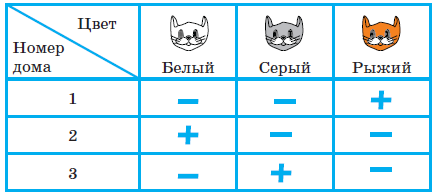 Цвет
Номер
дома
Белый Серый Рыжий
1 – – +
2 + – –
3 – + –